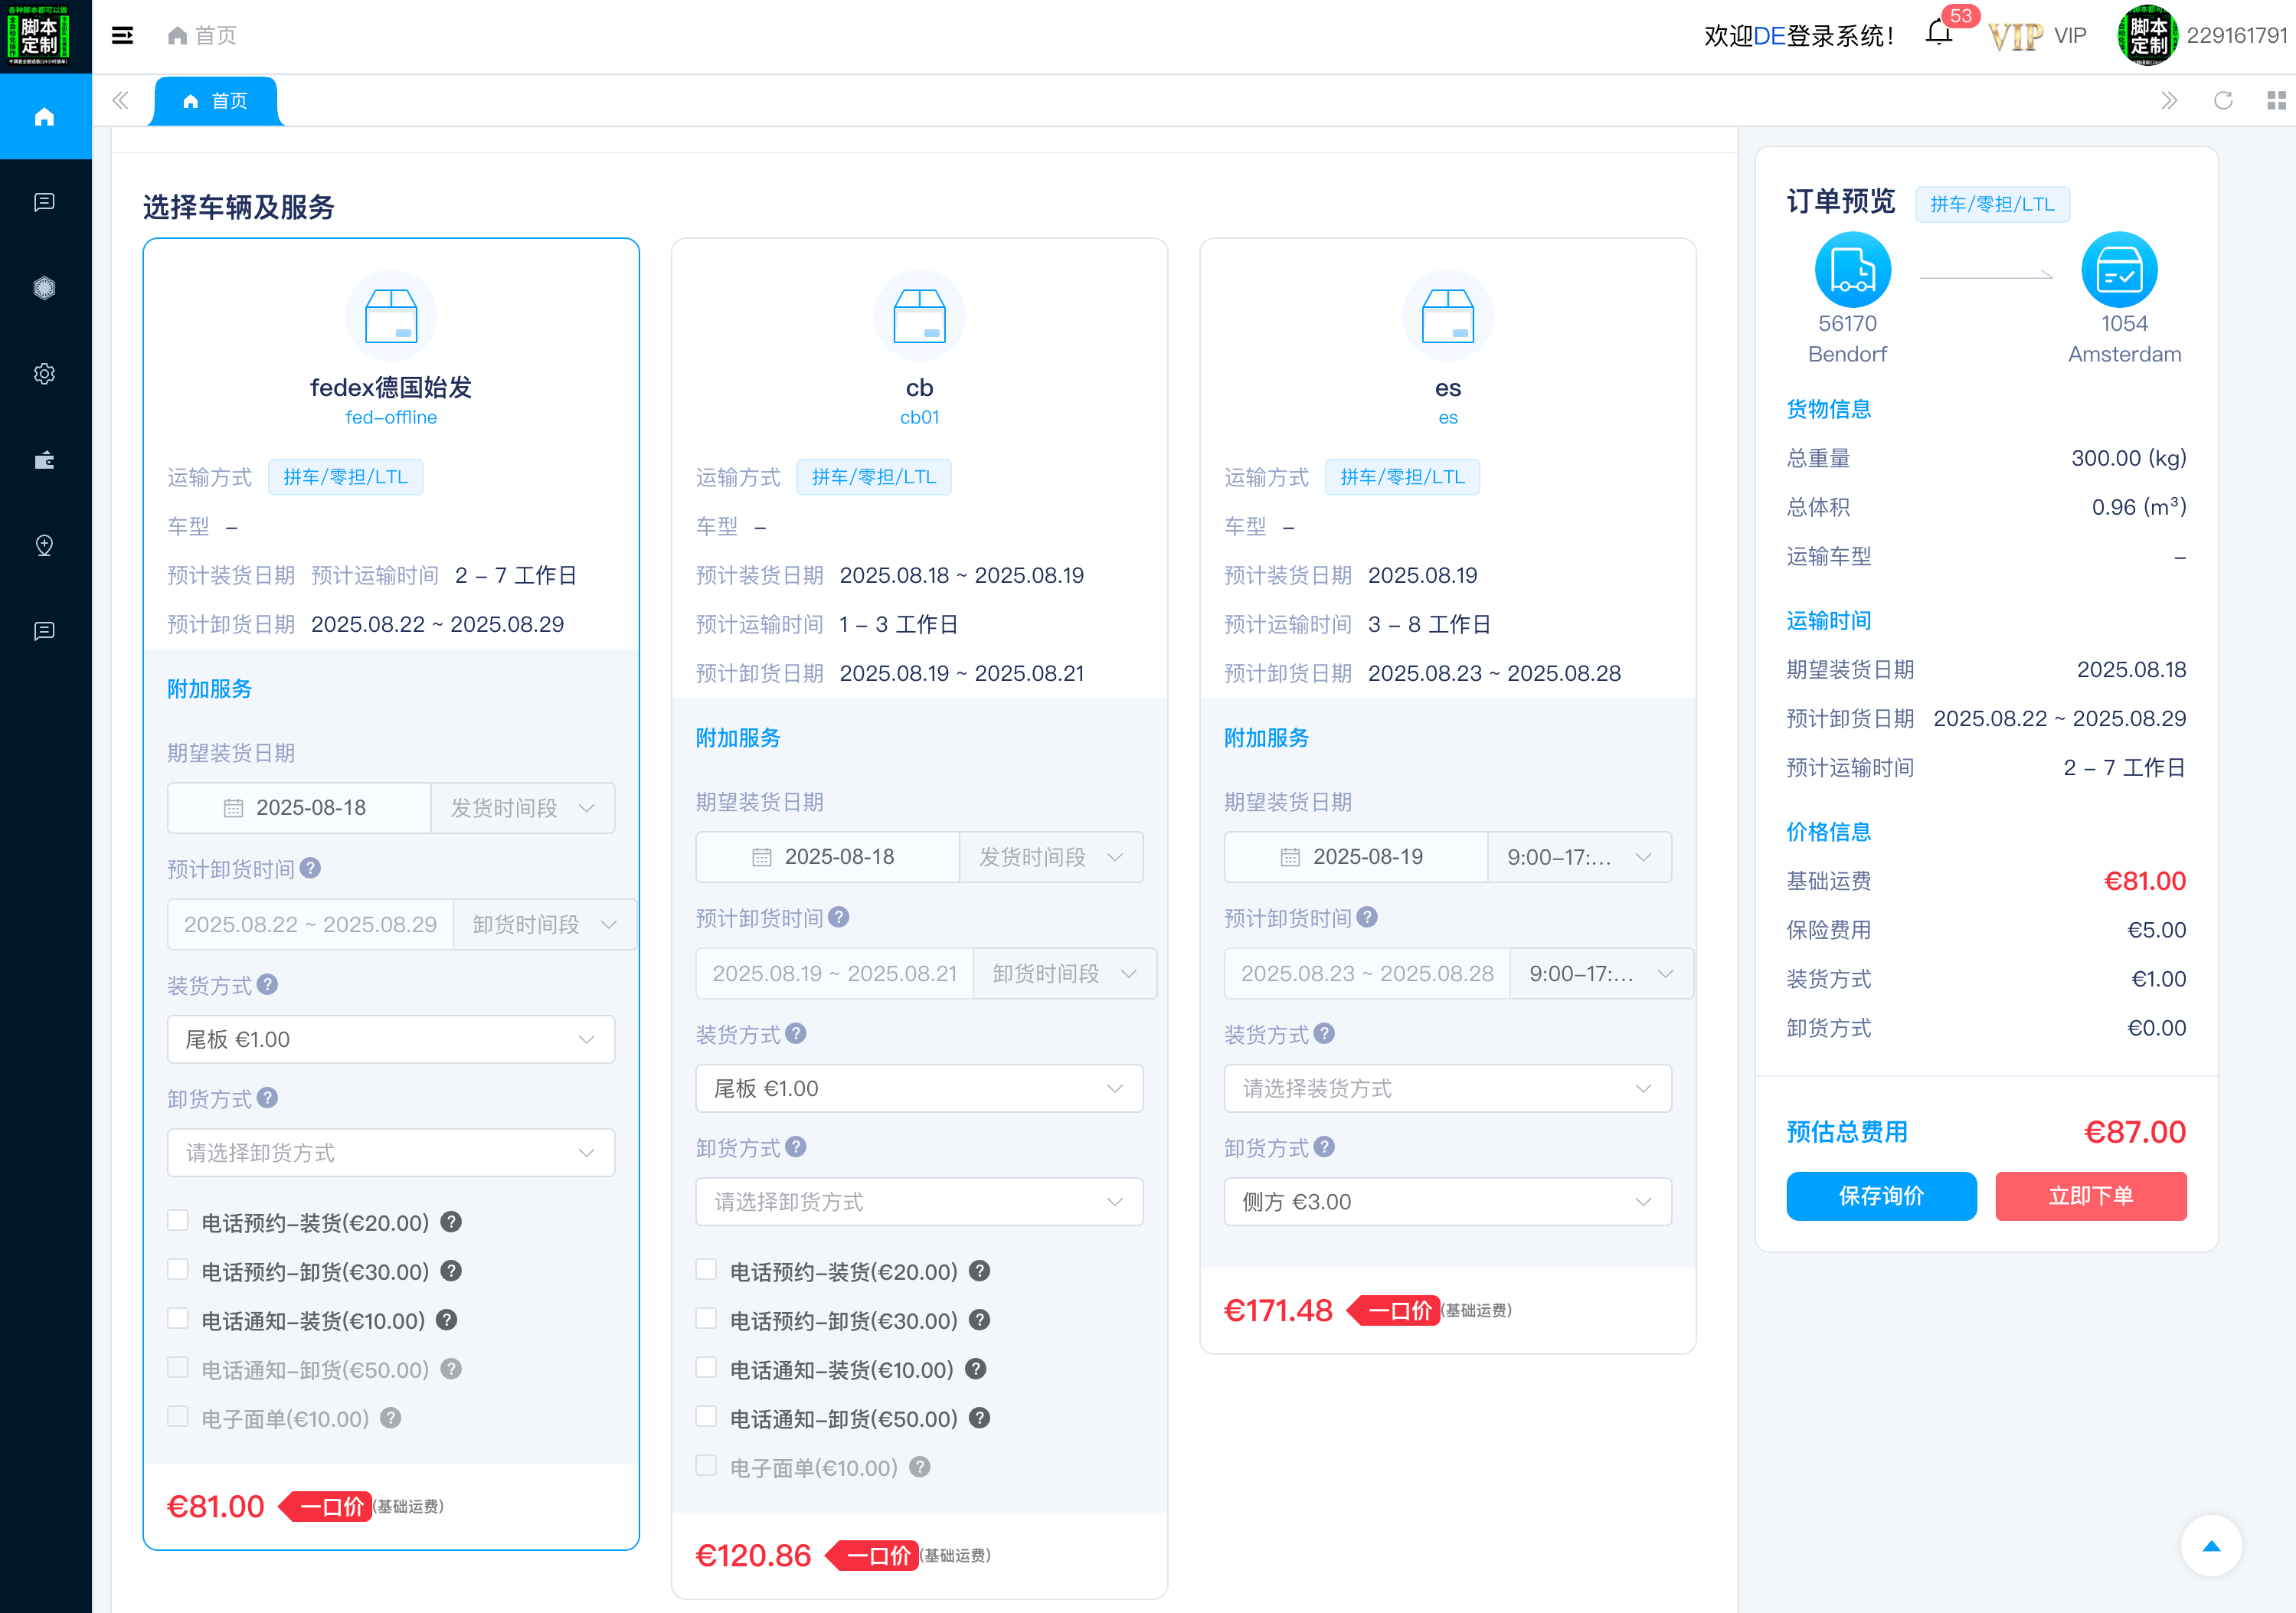 各种脚本都可以做
脚本
定制
首页
欢迎DE登录系统!
53
VIP
VIP
脚本
定制
229161791
首页
选择车辆及服务
fedex德国始发
fed-offline
运输方式 拼车/零担/LTL
车型 –
预计装货日期 预计运输时间 2 – 7 工作日
预计卸货日期 2025.08.22 ~ 2025.08.29
附加服务
期望装货日期
2025-08-18 发货时间段
预计卸货时间
2025.08.22 ~ 2025.08.29 卸货时间段
装货方式
尾板 €1.00
卸货方式
请选择卸货方式
电话预约–装货(€20.00)
电话预约–卸货(€30.00)
电话通知–装货(€10.00)
电话通知–卸货(€50.00)
电子面单(€10.00)
€81.00 一口价 (基础运费)
cb
cb01
运输方式 拼车/零担/LTL
车型 –
预计装货日期 2025.08.18 ~ 2025.08.19
预计运输时间 1 – 3 工作日
预计卸货日期 2025.08.19 ~ 2025.08.21
附加服务
期望装货日期
2025-08-18 发货时间段
预计卸货时间
2025.08.19 ~ 2025.08.21 卸货时间段
装货方式
尾板 €1.00
卸货方式
请选择卸货方式
电话预约–装货(€20.00)
电话预约–卸货(€30.00)
电话通知–装货(€10.00)
电话通知–卸货(€50.00)
电子面单(€10.00)
€120.86 一口价 (基础运费)
es
es
运输方式 拼车/零担/LTL
车型 –
预计装货日期 2025.08.19
预计运输时间 3 – 8 工作日
预计卸货日期 2025.08.23 ~ 2025.08.28
附加服务
期望装货日期
2025-08-19 9:00–17:...
预计卸货时间
2025.08.23 ~ 2025.08.28 9:00–17:...
装货方式
请选择装货方式
卸货方式
侧方 €3.00
€171.48 一口价 (基础运费)
订单预览 拼车/零担/LTL
56170 1054
Bendorf Amsterdam
货物信息
总重量 300.00 (kg)
总体积 0.96 (m³)
运输车型 –
运输时间
期望装货日期 2025.08.18
预计卸货日期 2025.08.22 ~ 2025.08.29
预计运输时间 2 – 7 工作日
价格信息
基础运费 €81.00
保险费用 €5.00
装货方式 €1.00
卸货方式 €0.00
预估总费用 €87.00
保存询价 立即下单